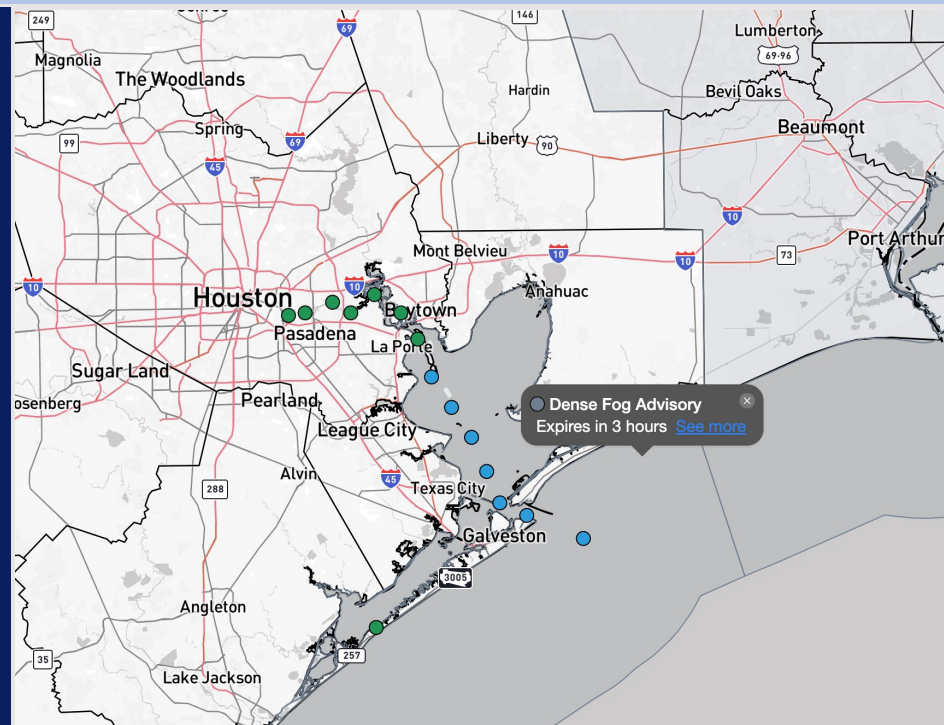 Conroe
249
69
146
Lumberton
69-96
Magnolia
The Woodlands
Hardin
Bevil Oaks
99
Spring
69
Liberty
90
Beaumont
45
10
Port Arthur
Mont Belvieu
10
10
73
10
Houston
10
Anahuac
Baytown
Pasadena
La Porte
Sugar Land
osenberg
Pearland
Dense Fog Advisory
Expires in 3 hours See more
League City
Alvin
45
Texas City
288
Galveston
3005
Angleton
35
257
Lake Jackson